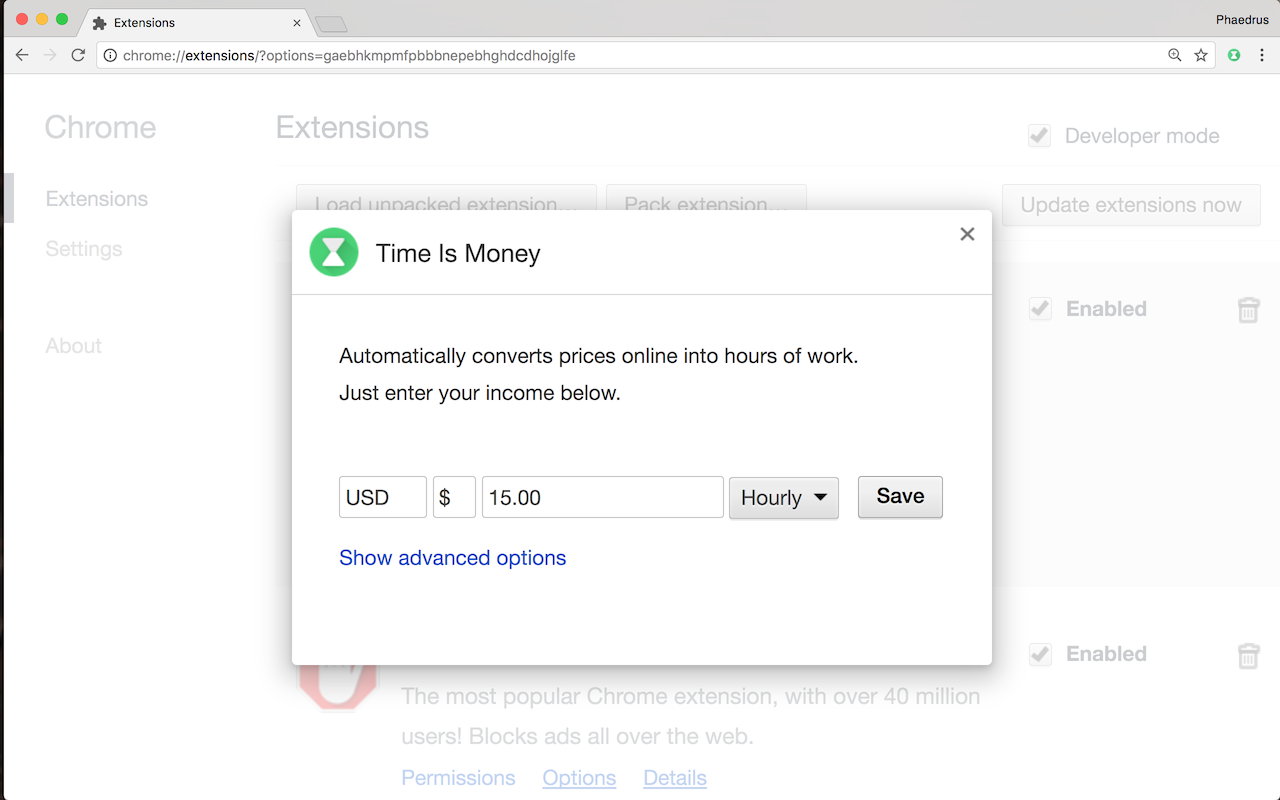 Extensions
Phaedrus
chrome://extensions/?options=gaebhkmpmfpbbbnepebhghdcdhojglfe
Chrome
Extensions
Developer mode
Extensions
Load unpacked extension...
Pack extension...
Update extensions now
Settings
Time Is Money
Enabled
About
Automatically converts prices online into hours of work.
Just enter your income below.
USD $ 15.00 Hourly Save
Show advanced options
Enabled
The most popular Chrome extension, with over 40 million
users! Blocks ads all over the web.
Permissions Options Details